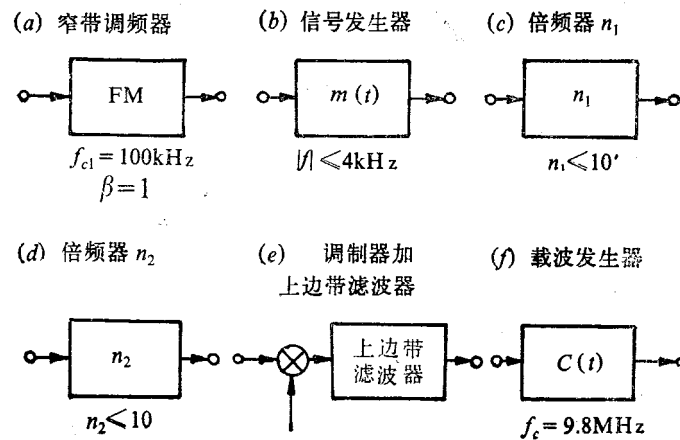 (a) 窄带调频器
(b) 信号发生器
(c) 倍频器 n₁
FM
m(t)
n₁
f_c1=100kHz
β=1
|f|≤4kHz
n₁≤10'
(d) 倍频器 n₂
(e) 调制器加
上边带滤波器
(f) 载波发生器
n₂
上边带
滤波器
C(t)
n₂≤10
f_c=9.8MHz